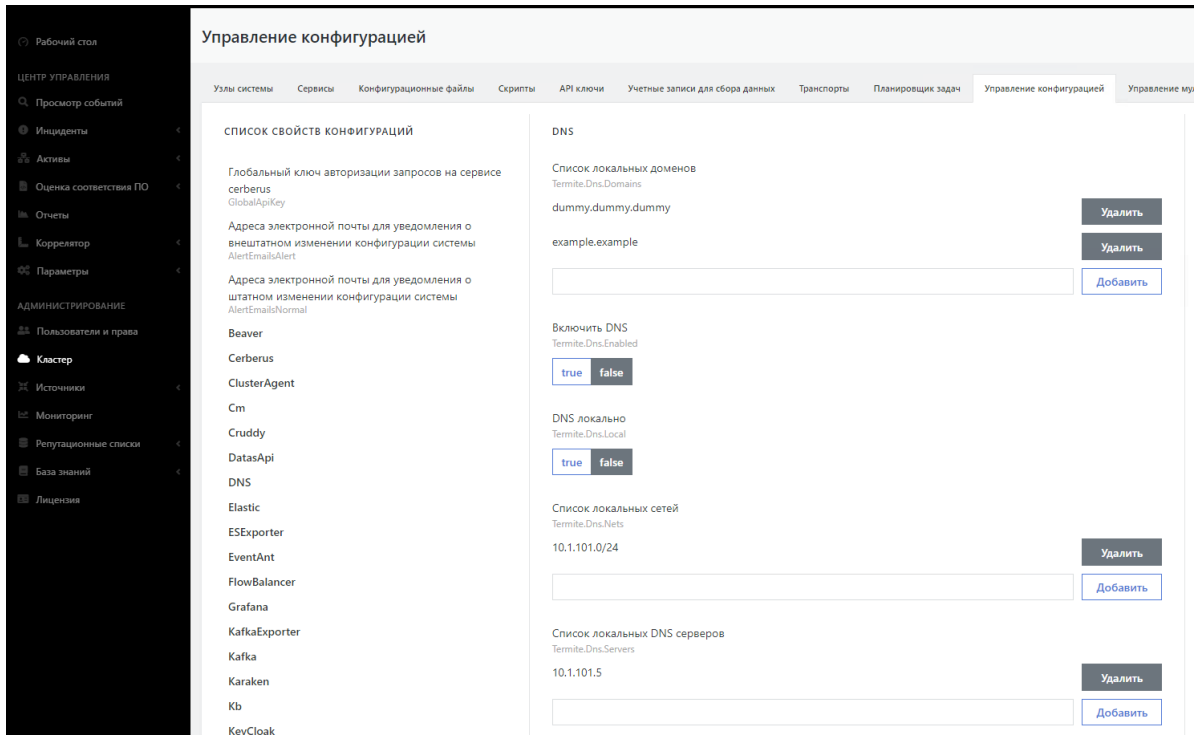 Рабочий стол
ЦЕНТР УПРАВЛЕНИЯ
Просмотр событий
Инциденты
Активы
Оценка соответствия ПО
Отчеты
Коррелятор
Параметры
АДМИНИСТРИРОВАНИЕ
Пользователи и права
Кластер
Источники
Мониторинг
Репутационные списки
База знаний
Лицензия
Управление конфигурацией
Узлы системы Сервисы Конфигурационные файлы Скрипты API ключи Учетные записи для сбора данных Транспорты Планировщик задач Управление конфигурацией Управление
СПИСОК СВОЙСТВ КОНФИГУРАЦИЙ
Глобальный ключ авторизации запросов на сервисе
cerberus
GlobalApiKey
Адреса электронной почты для уведомления о
внештатном изменении конфигурации системы
AlertEmailsAlert
Адреса электронной почты для уведомления о
штатном изменении конфигурации системы
AlertEmailsNormal
Beaver
Cerberus
ClusterAgent
Cm
Cruddy
DatasApi
DNS
Elastic
ESExporter
EventAnt
FlowBalancer
Grafana
KafkaExporter
Kafka
Karaken
Kb
KeyCloak
DNS
Список локальных доменов
Termite.Dns.Domains
dummy.dummy.dummy Удалить
example.example Удалить
Добавить
Включить DNS
Termite.Dns.Enabled
true false
DNS локально
Termite.Dns.Local
true false
Список локальных сетей
Termite.Dns.Nets
10.1.101.0/24 Удалить
Добавить
Список локальных DNS серверов
Termite.Dns.Servers
10.1.101.5 Удалить
Добавить